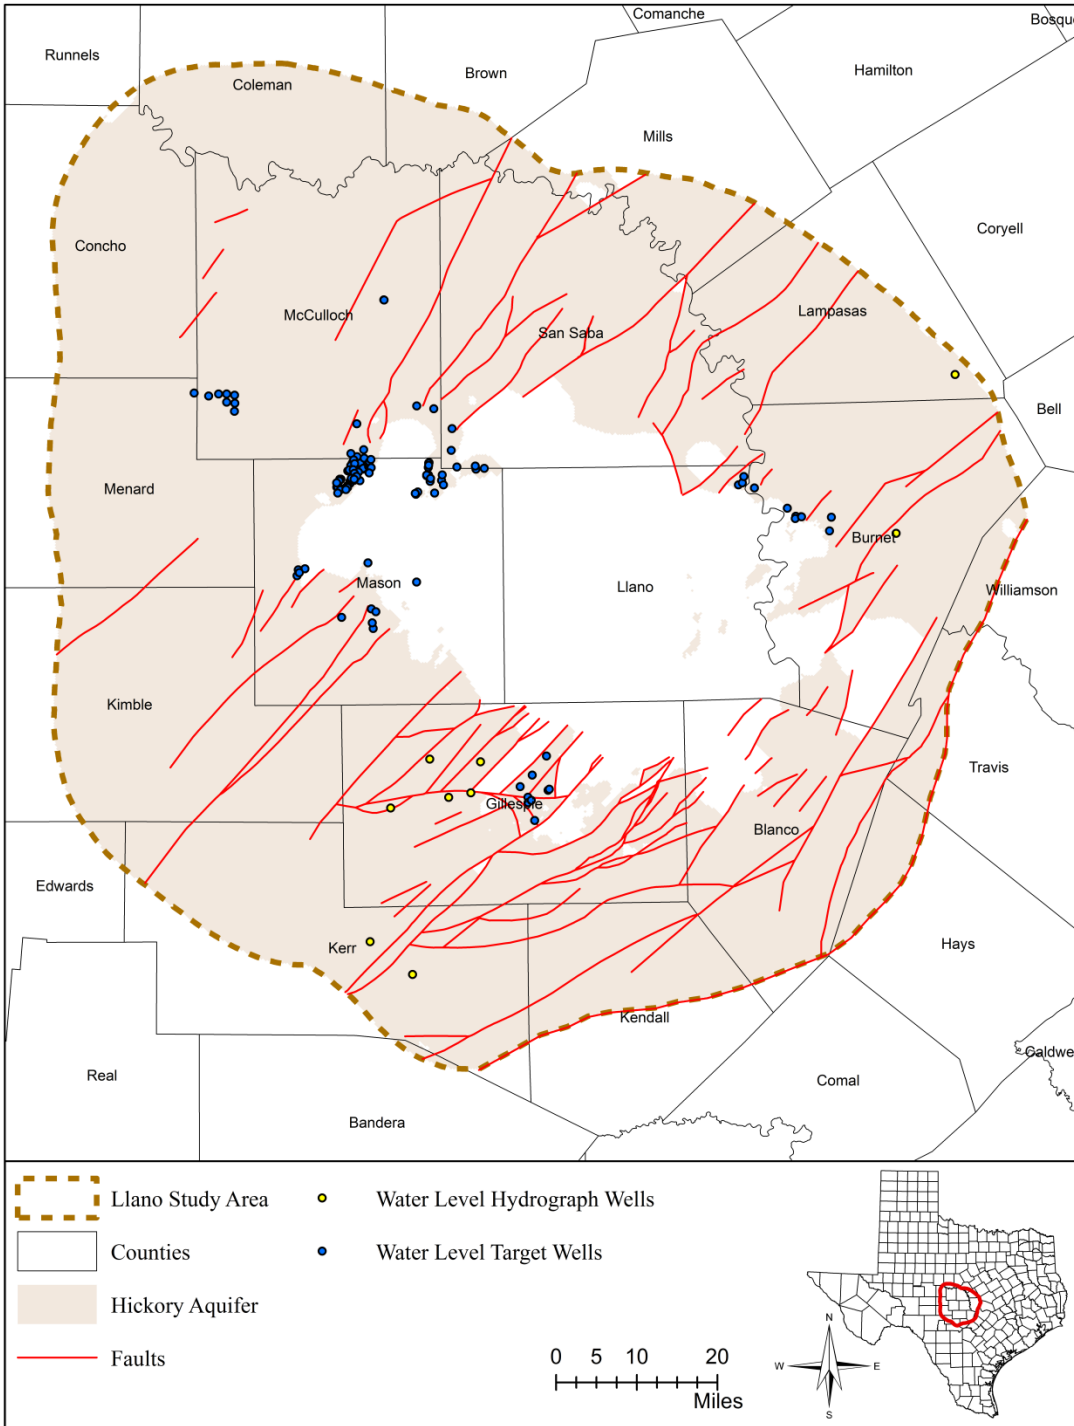 Comanche
Bosque
Runnels
Brown
Hamilton
Coleman
Mills
Coryell
Concho
McCulloch
San Saba
Lampasas
Bell
Menard
Burnet
Mason
Llano
Williamson
Kimble
Travis
Gillespie
Blanco
Edwards
Kerr
Hays
Kendall
Caldwe
Real
Comal
Bandera
Llano Study Area
Water Level Hydrograph Wells
Counties
Water Level Target Wells
Hickory Aquifer
Faults
0 5 10 20
Miles
N
W E
S